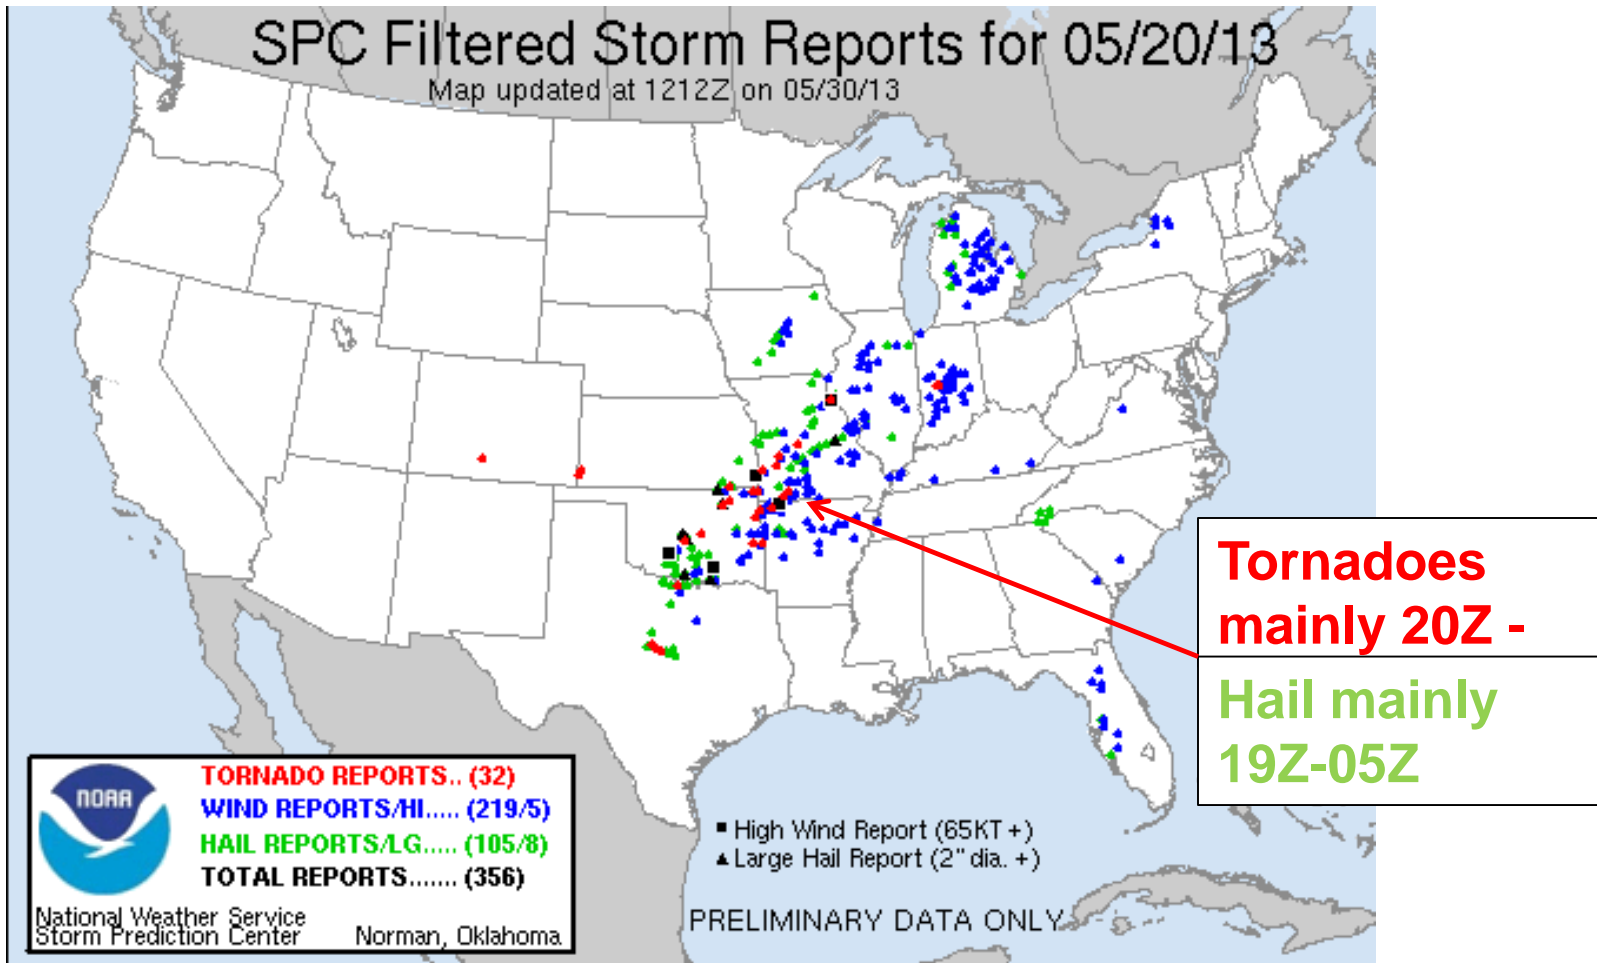 SPC Filtered Storm Reports for 05/20/13
Map updated at 1212Z on 05/30/13
Tornadoes
mainly 20Z -
Hail mainly
19Z-05Z
NOAA
TORNADO REPORTS.. (32)
WIND REPORTS/HI..... (219/5)
HAIL REPORTS/LG..... (105/8)
TOTAL REPORTS....... (356)
National Weather Service
Storm Prediction Center Norman, Oklahoma
High Wind Report (65KT +)
Large Hail Report (2" dia. +)
PRELIMINARY DATA ONLY